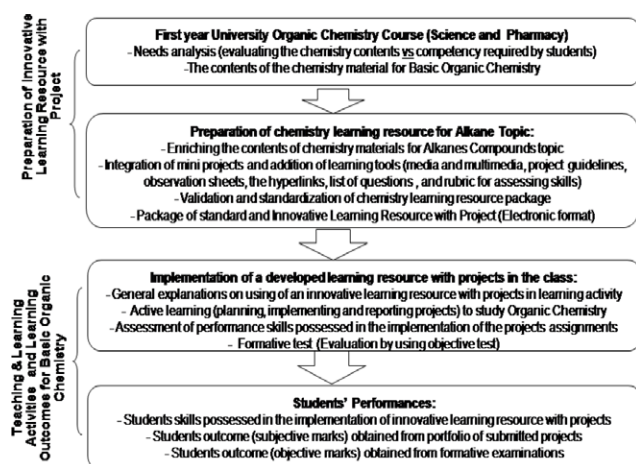 Preparation of Innovative
Learning Resource with
Project
First year University Organic Chemistry Course (Science and Pharmacy)
- Needs analysis (evaluating the chemistry contents vs competency required by students)
- The contents of the chemistry material for Basic Organic Chemistry
Preparation of chemistry learning resource for Alkane Topic:
- Enriching the contents of chemistry materials for Alkanes Compounds topic
- Integration of mini projects and addition of learning tools (media and multimedia, project guidelines,
observation sheets, the hyperlinks, list of questions , and rubric for assessing skills)
- Validation and standardization of chemistry learning resource package
- Package of standard and Innovative Learning Resource with Project (Electronic format)
Teaching & Learning
Activities and Learning
Outcomes for Basic Organic
Chemistry
Implementation of a developed learning resource with projects in the class:
- General explanations on using of an innovative learning resource with projects in learning activity
- Active learning (planning, implementing and reporting projects) to study Organic Chemistry
- Assessment of performance skills possessed in the implementation of the projects assignments
- Formative test (Evaluation by using objective test)
Students' Performances:
- Students skills possessed in the implementation of innovative learning resource with projects
- Students outcome (subjective marks) obtained from portfolio of submitted projects
- Students outcome (objective marks) obtained from formative examinations